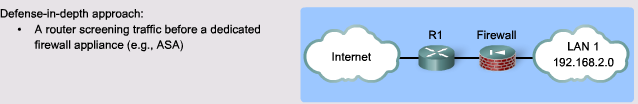 Defense-in-depth approach:
• A router screening traffic before a dedicated
firewall appliance (e.g., ASA)
Internet
R1
Firewall
LAN 1
192.168.2.0